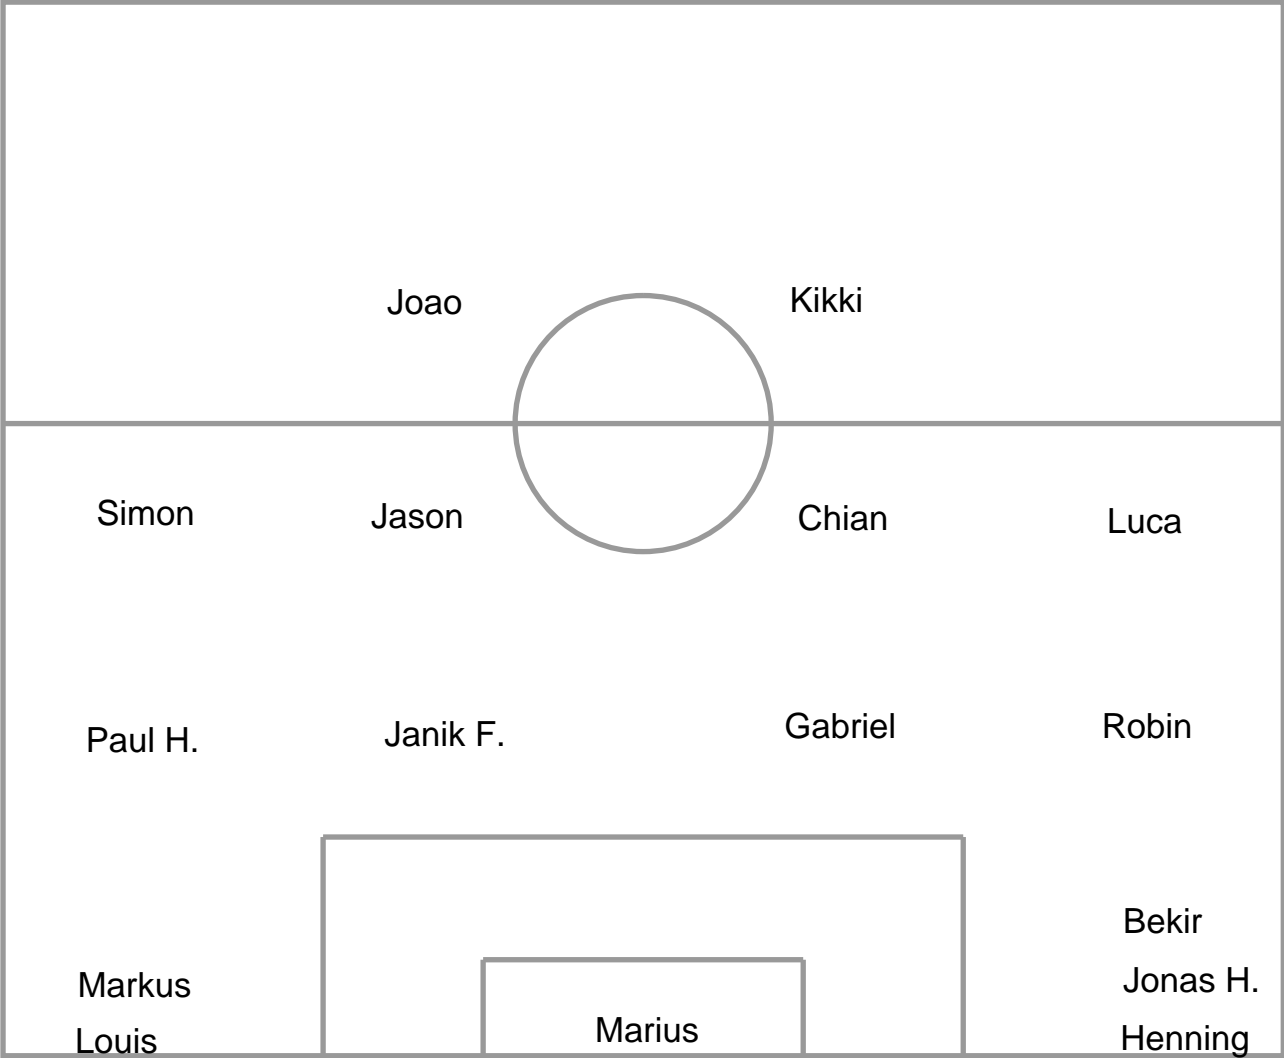 Joao Kikki
Simon Jason Chian Luca
Paul H. Janik F. Gabriel Robin
Bekir
Markus Jonas H.
Louis Marius Henning